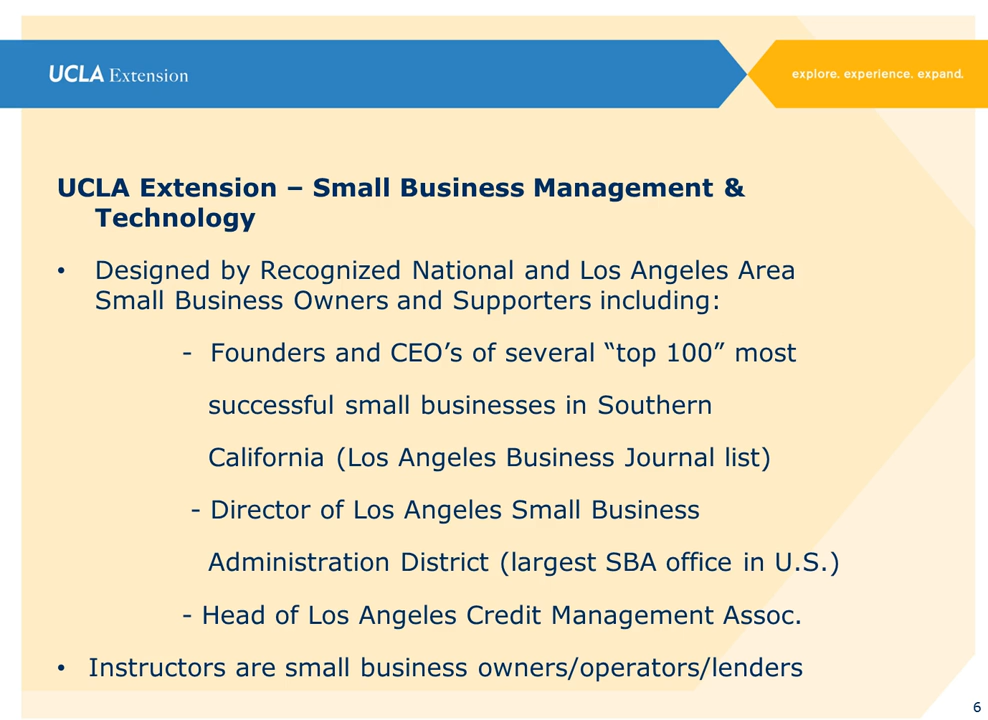 UCLA Extension
explore. experience. expand.
UCLA Extension – Small Business Management &
Technology
• Designed by Recognized National and Los Angeles Area
Small Business Owners and Supporters including:
- Founders and CEO’s of several “top 100” most
successful small businesses in Southern
California (Los Angeles Business Journal list)
- Director of Los Angeles Small Business
Administration District (largest SBA office in U.S.)
- Head of Los Angeles Credit Management Assoc.
• Instructors are small business owners/operators/lenders
6